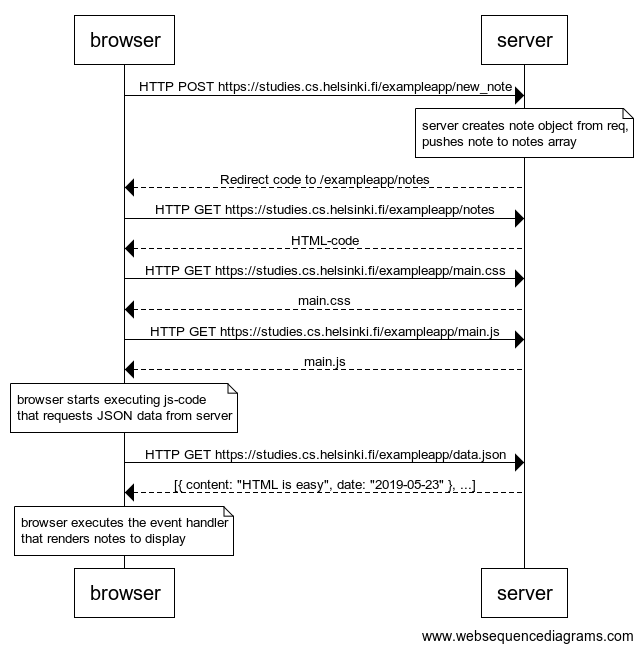 browser
server
HTTP POST https://studies.cs.helsinki.fi/exampleapp/new_note
server creates note object from req,
pushes note to notes array
Redirect code to /exampleapp/notes
HTTP GET https://studies.cs.helsinki.fi/exampleapp/notes
HTML-code
HTTP GET https://studies.cs.helsinki.fi/exampleapp/main.css
main.css
HTTP GET https://studies.cs.helsinki.fi/exampleapp/main.js
main.js
browser starts executing js-code
that requests JSON data from server
HTTP GET https://studies.cs.helsinki.fi/exampleapp/data.json
[{ content: "HTML is easy", date: "2019-05-23" }, ...]
browser executes the event handler
that renders notes to display
browser
server
www.websequencediagrams.com